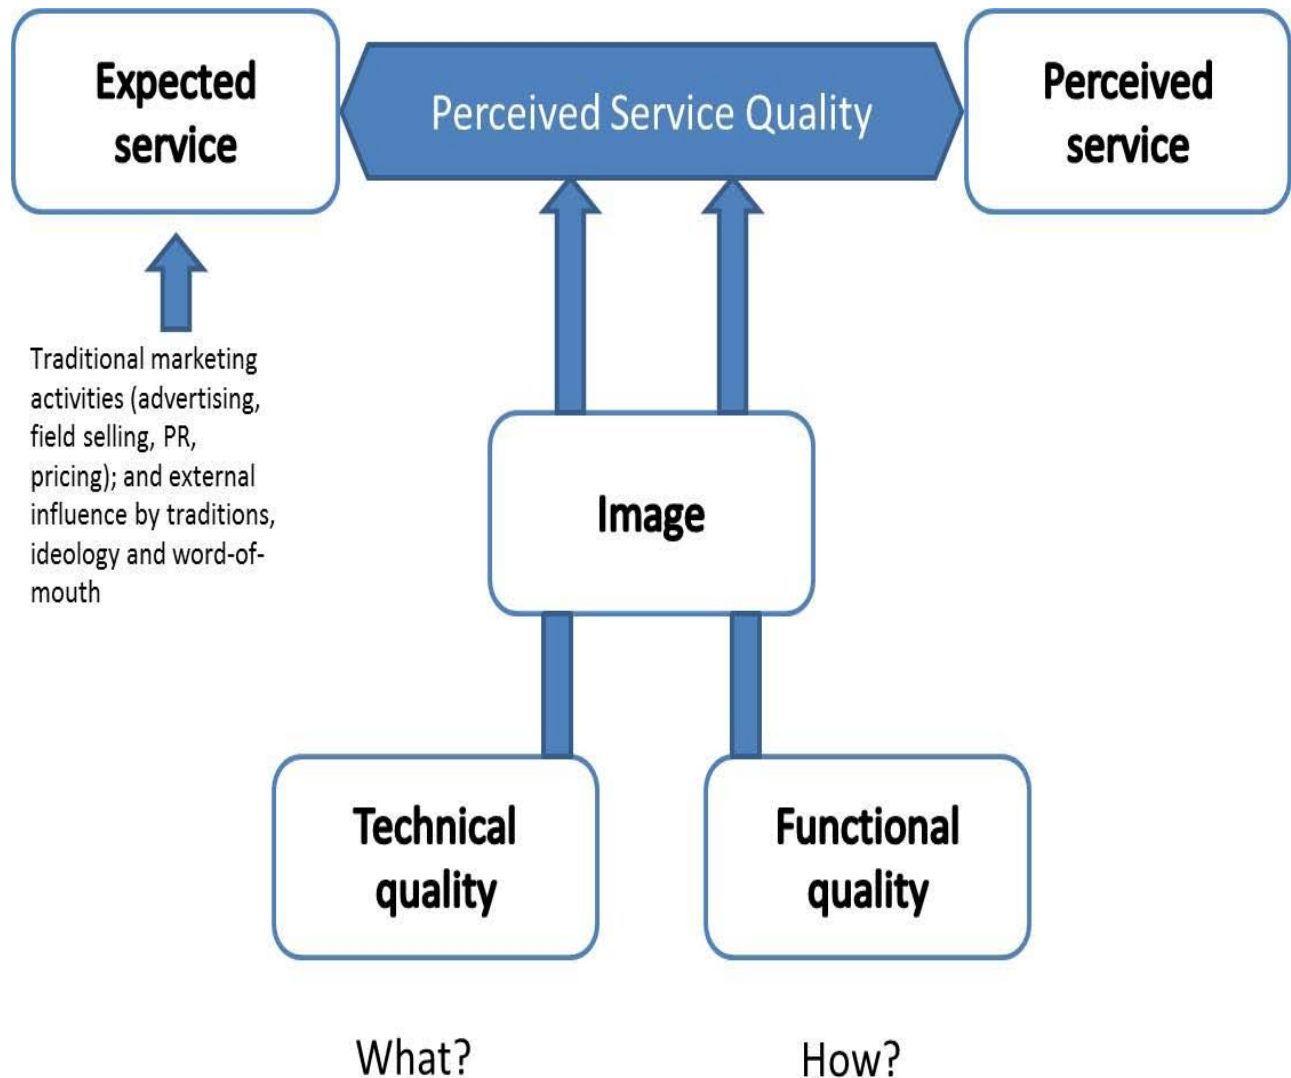 Expected
service
Perceived Service Quality
Perceived
service
Traditional marketing
activities (advertising,
field selling, PR,
pricing); and external
influence by traditions,
ideology and word-of-
mouth
Image
Technical
quality
Functional
quality
What?
How?